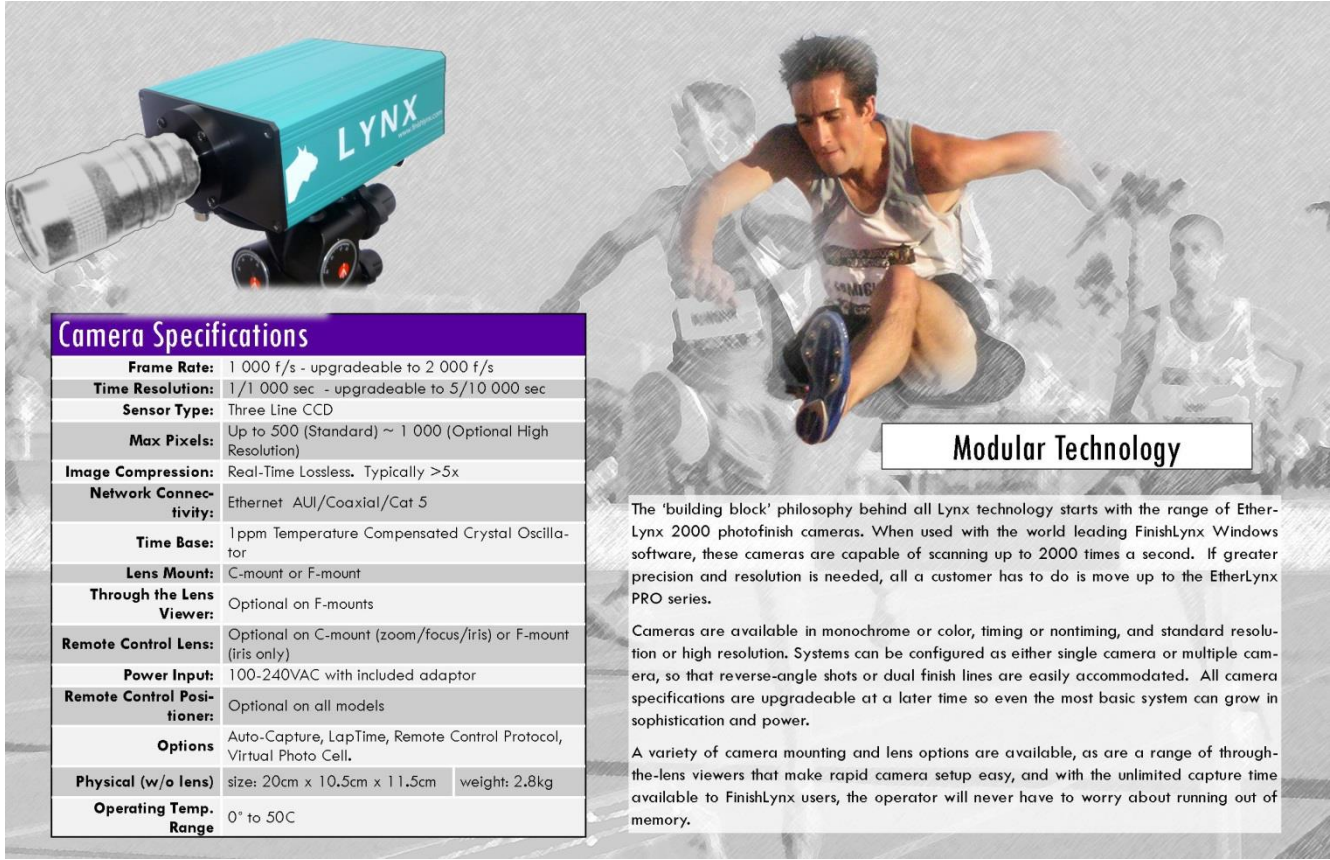 LYNX
www.finishlynx.com
Camera Specifications
Frame Rate: 1 000 f/s - upgradeable to 2 000 f/s
Time Resolution: 1/1 000 sec - upgradeable to 5/10 000 sec
Sensor Type: Three Line CCD
Max Pixels: Up to 500 (Standard) ~ 1 000 (Optional High
Resolution)
Image Compression: Real-Time Lossless. Typically >5x
Network Connec-
tivity: Ethernet AUI/Coaxial/Cat 5
Time Base: 1ppm Temperature Compensated Crystal Oscilla-
tor
Lens Mount: C-mount or F-mount
Through the Lens
Viewer: Optional on F-mounts
Remote Control Lens: Optional on C-mount (zoom/focus/iris) or F-mount
(iris only)
Power Input: 100-240VAC with included adaptor
Remote Control Posi-
tioner: Optional on all models
Options Auto-Capture, LapTime, Remote Control Protocol,
Virtual Photo Cell.
Physical (w/o lens) size: 20cm x 10.5cm x 11.5cm weight: 2.8kg
Operating Temp.
Range 0° to 50C
Modular Technology
The ‘building block’ philosophy behind all Lynx technology starts with the range of Ether-
Lynx 2000 photofinish cameras. When used with the world leading FinishLynx Windows
software, these cameras are capable of scanning up to 2000 times a second. If greater
precision and resolution is needed, all a customer has to do is move up to the EtherLynx
PRO series.
Cameras are available in monochrome or color, timing or nontiming, and standard resolu-
tion or high resolution. Systems can be configured as either single camera or multiple cam-
era, so that reverse-angle shots or dual finish lines are easily accommodated. All camera
specifications are upgradeable at a later time so even the most basic system can grow in
sophistication and power.
A variety of camera mounting and lens options are available, as are a range of through-
the-lens viewers that make rapid camera setup easy, and with the unlimited capture time
available to FinishLynx users, the operator will never have to worry about running out of
memory.